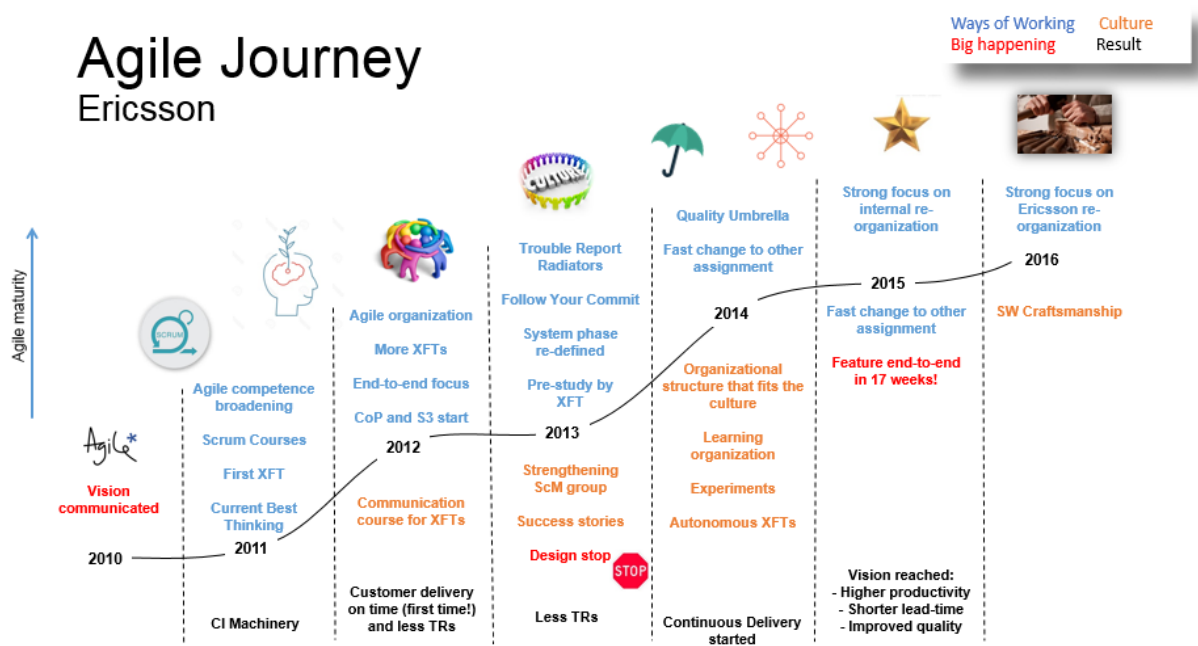 Agile Journey
Ericsson
Ways of Working Culture
Big happening Result
Agile maturity
Agile*
Vision
communicated
2010
SCRUM
Agile competence
broadening
Scrum Courses
First XFT
Current Best
Thinking
2011
CI Machinery
Agile organization
More XFTs
End-to-end focus
CoP and S3 start
2012
Communication
course for XFTs
Customer delivery
on time (first time!)
and less TRs
CULTURE
Trouble Report
Radiators
Follow Your Commit
System phase
re-defined
Pre-study by
XFT
2013
Strengthening
ScM group
Success stories
Design stop
STOP
Less TRs
Quality Umbrella
Fast change to other
assignment
2014
Organizational
structure that fits the
culture
Learning
organization
Experiments
Autonomous XFTs
Continuous Delivery
started
Strong focus on
internal re-
organization
2015
Fast change to other
assignment
Feature end-to-end
in 17 weeks!
Vision reached:
- Higher productivity
- Shorter lead-time
- Improved quality
Strong focus on
Ericsson re-
organization
2016
SW Craftsmanship